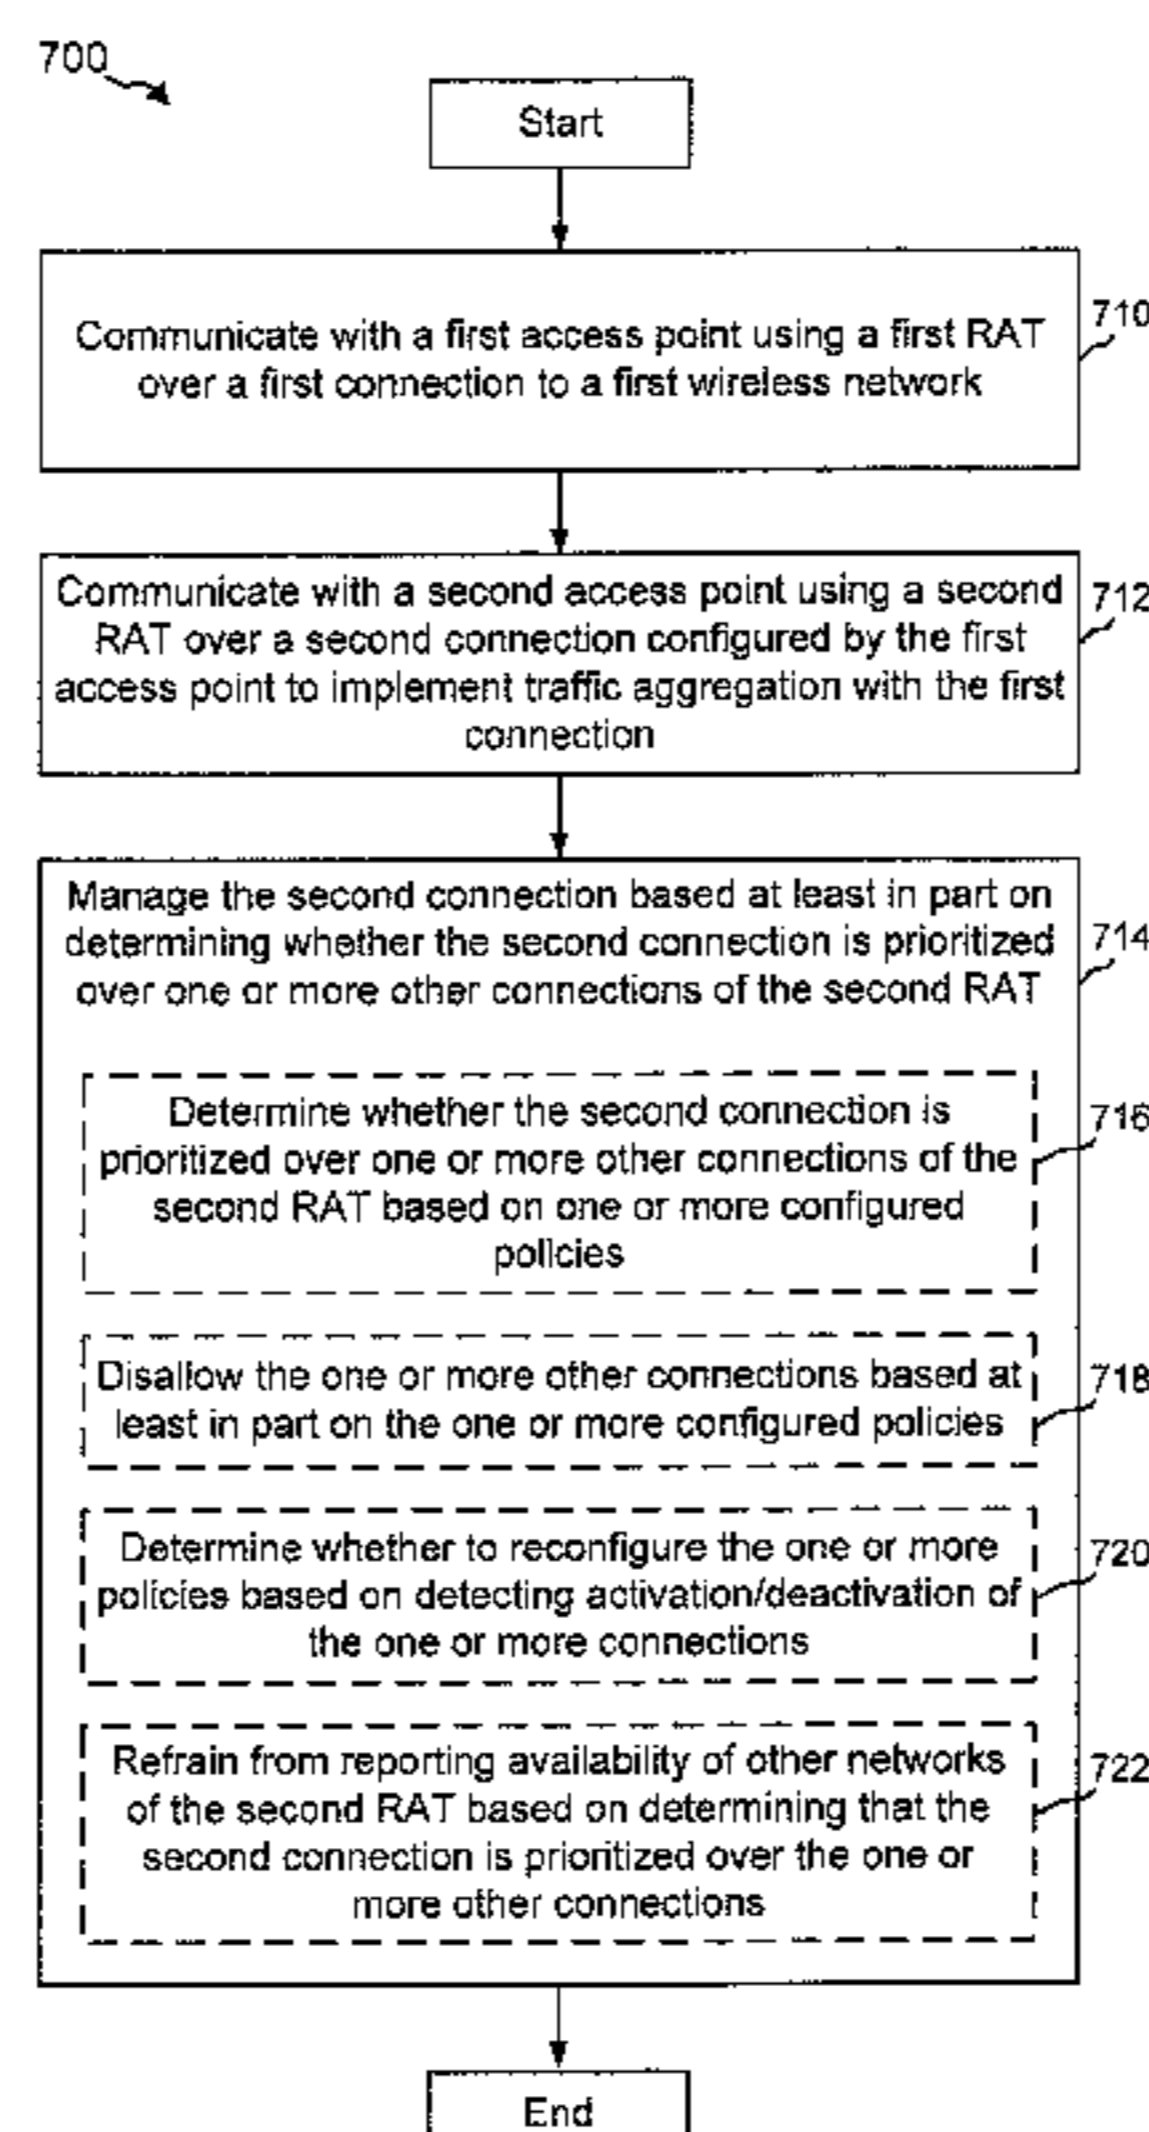 700
Start
Communicate with a first access point using a first RAT
over a first connection to a first wireless network
710
Communicate with a second access point using a second
RAT over a second connection configured by the first
access point to implement traffic aggregation with the first
connection
712
Manage the second connection based at least in part on
determining whether the second connection is prioritized
over one or more other connections of the second RAT
714
Determine whether the second connection is
prioritized over one or more other connections of the
second RAT based on one or more configured
policies
716
Disallow the one or more other connections based at
least in part on the one or more configured policies
718
Determine whether to reconfigure the one or more
policies based on detecting activation/deactivation of
the one or more connections
720
Refrain from reporting availability of other networks
of the second RAT based on determining that the
second connection is prioritized over the one or
more other connections
722
End